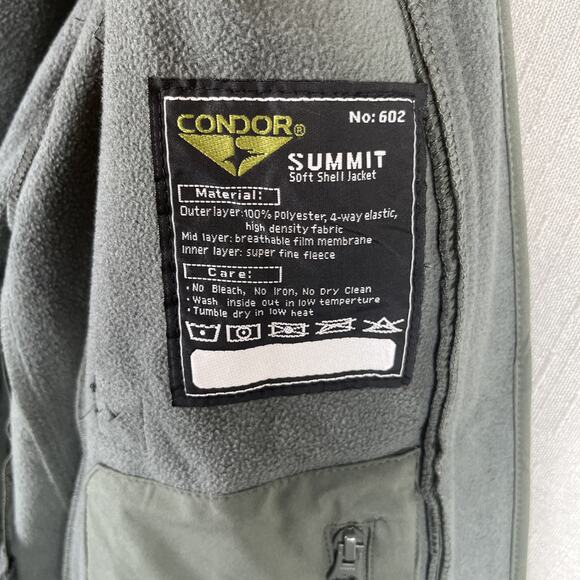 CONDOR®
No: 602
SUMMIT
Soft Shell Jacket
Material:
Outer layer:100% polyester, 4-way elastic,
high density fabric
Mid layer: breathable film membrane
Inner layer: super fine fleece
Care:
• No Bleach, No Iron, No Dry Clean
• Wash inside out in low temperture
• Tumble dry in low heat